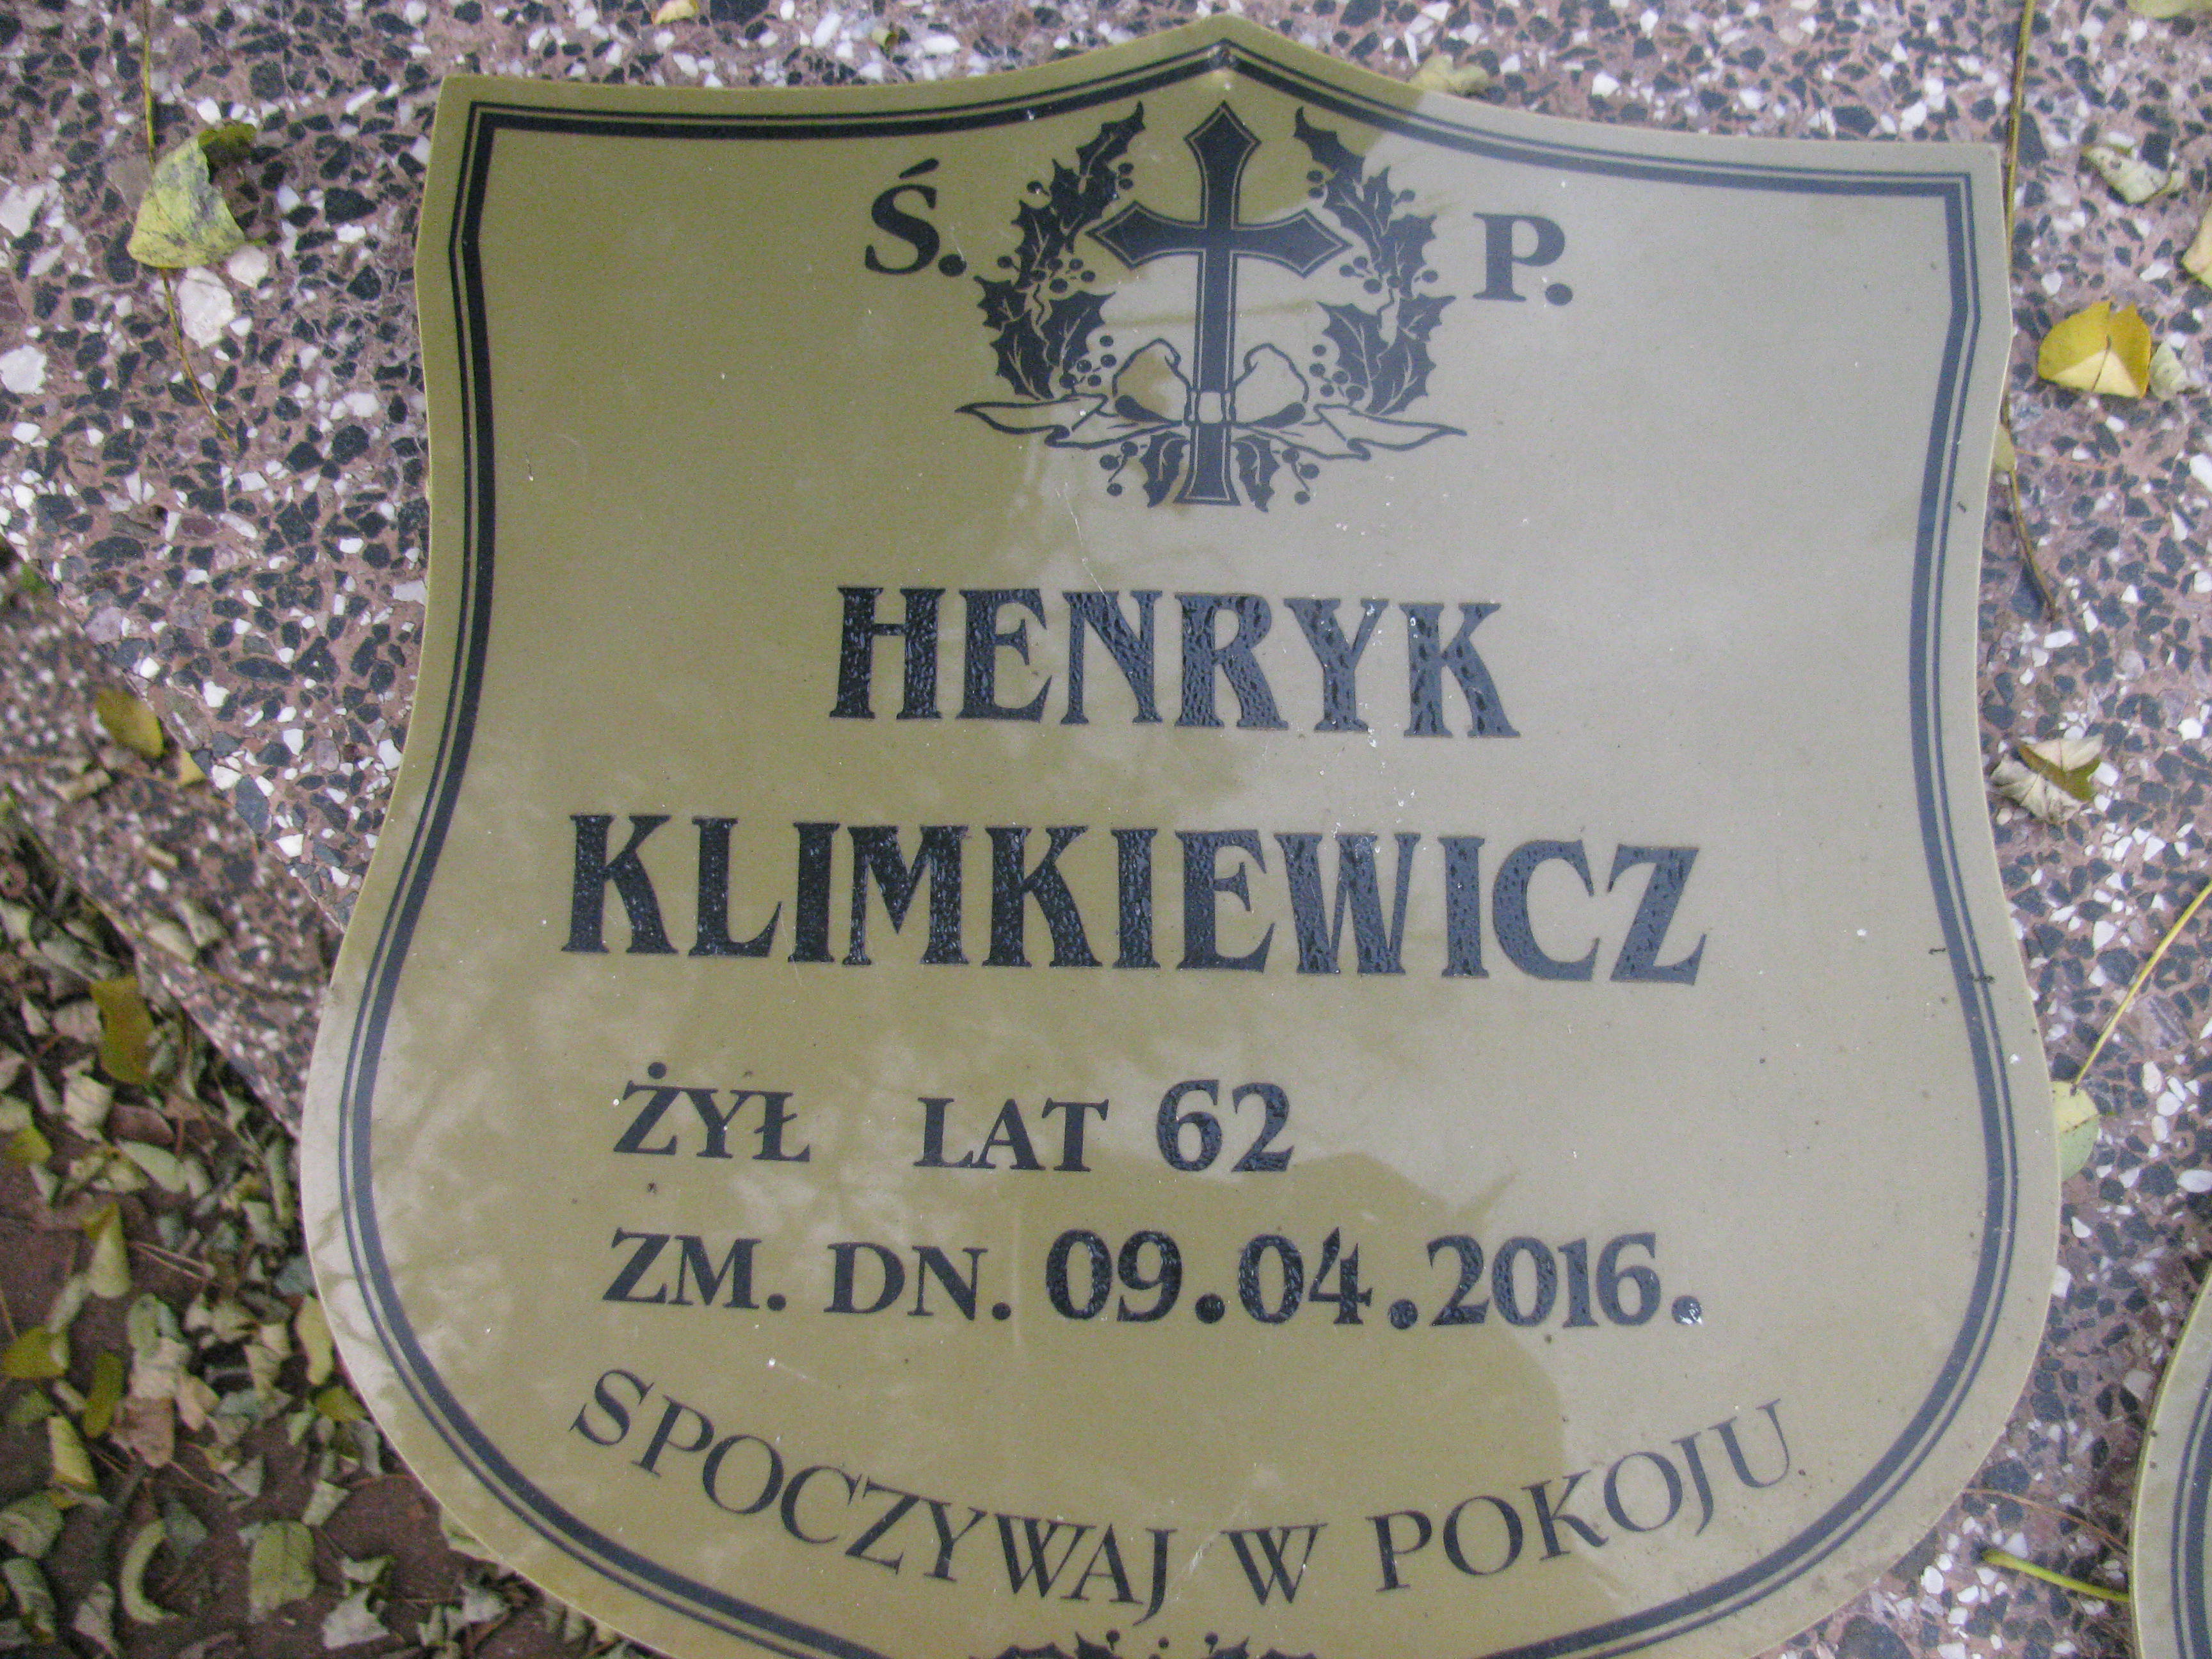 Ś. P.
HENRYK
KLIMKIEWICZ
ŻYŁ LAT 62
ZM. DN. 09.04.2016.
SPOCZYWAJ W POKOJU